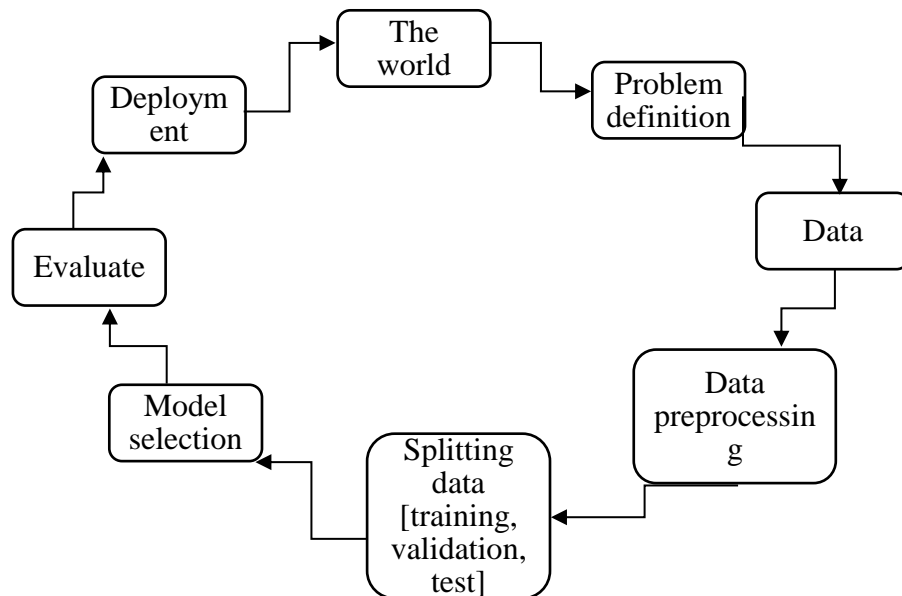 The
world
Problem
definition
Data
Data
preprocessin
g
Splitting
data
[training,
validation,
test]
Model
selection
Evaluate
Deploym
ent